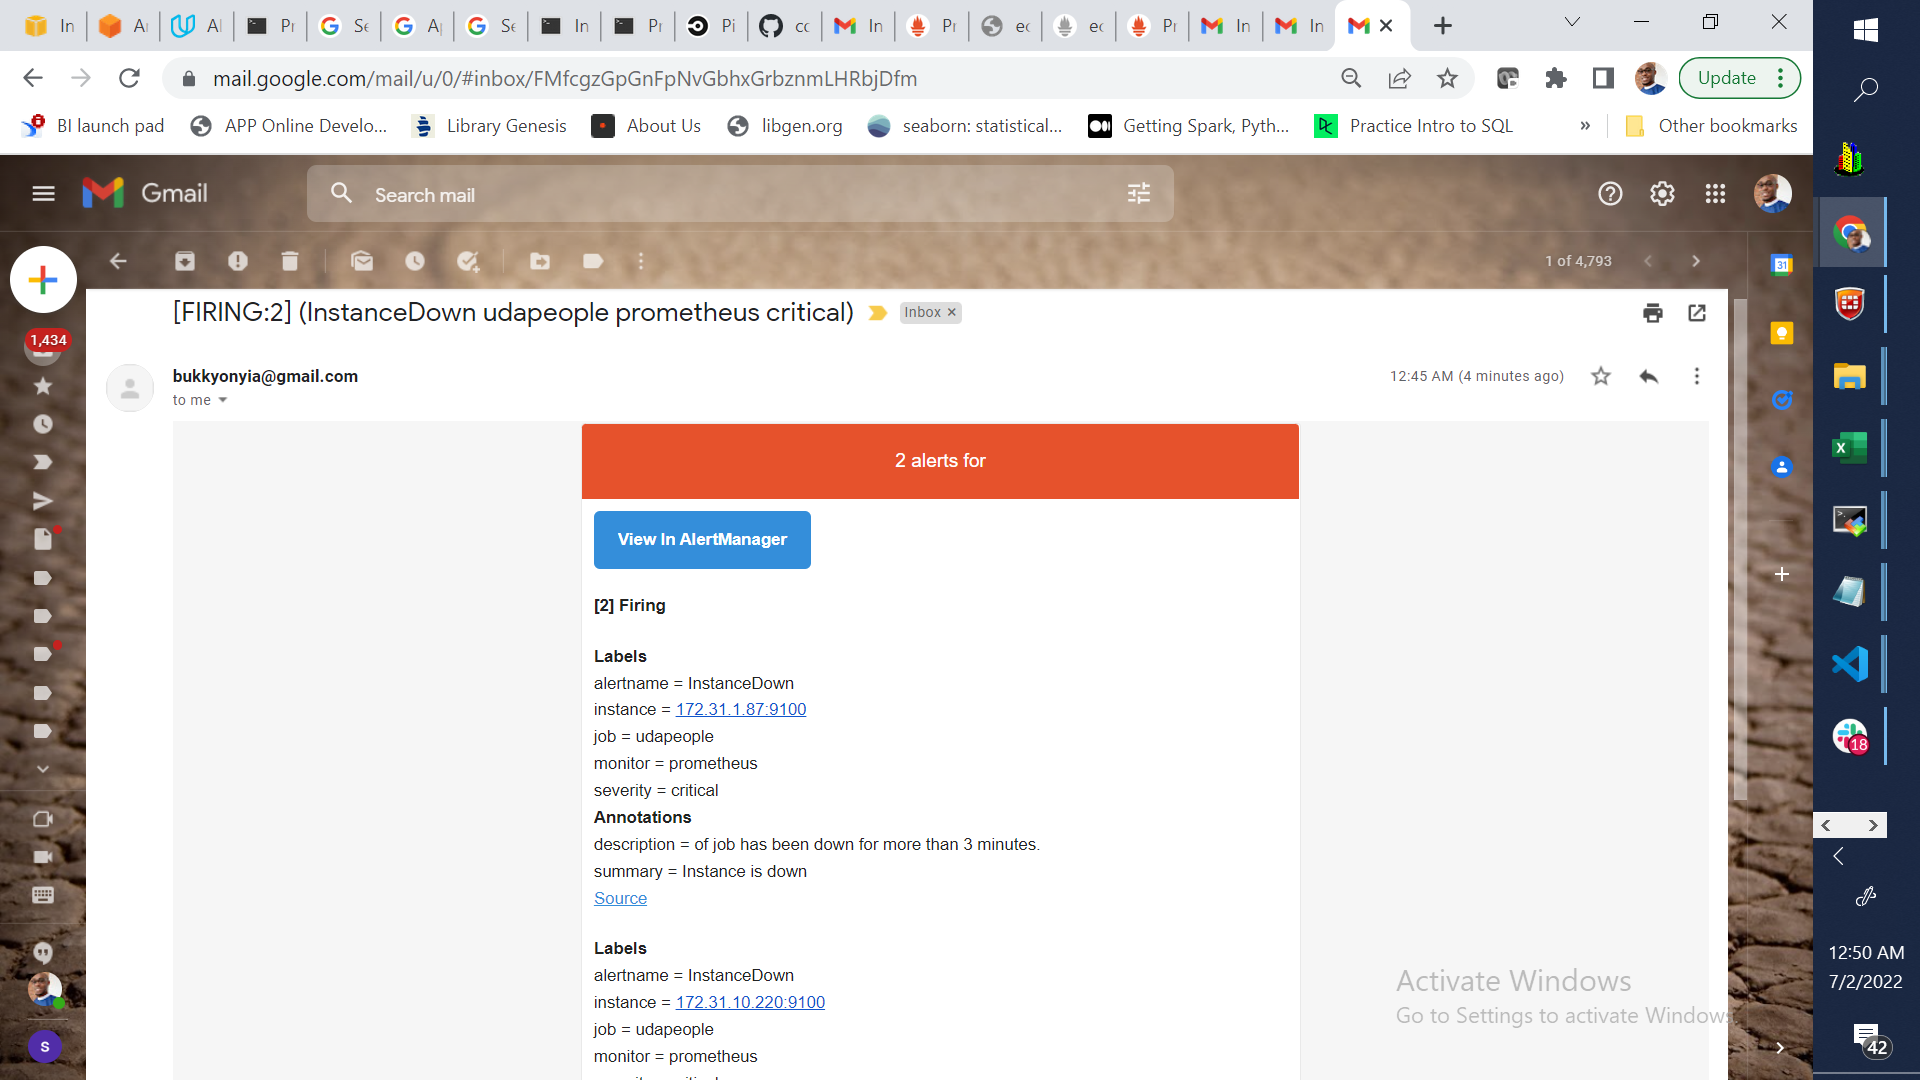 In
Ar
Al
Pr
Se
Ap
Se
In
Pr
Pi
cc
In
Pr
ec
ec
Pr
In
In
mail.google.com/mail/u/0/#inbox/FMfcgzGpGnFpNvGbhxGrbznmLHRbjDfm
Update
BI launch pad
APP Online Develo...
Library Genesis
About Us
libgen.org
seaborn: statistical...
Getting Spark, Pyth...
Practice Intro to SQL
»
Other bookmarks
Gmail
Search mail
1 of 4,793
31
[FIRING:2] (InstanceDown udapeople prometheus critical)
Inbox ×
1,434
bukkyonyia@gmail.com
12:45 AM (4 minutes ago)
to me
2 alerts for
View In AlertManager
[2] Firing
Labels
alertname = InstanceDown
instance = 172.31.1.87:9100
job = udapeople
monitor = prometheus
severity = critical
Annotations
description = of job has been down for more than 3 minutes.
summary = Instance is down
Source
Labels
alertname = InstanceDown
instance = 172.31.10.220:9100
job = udapeople
monitor = prometheus
Activate Windows
Go to Settings to activate Windows
18
12:50 AM
7/2/2022
42
S